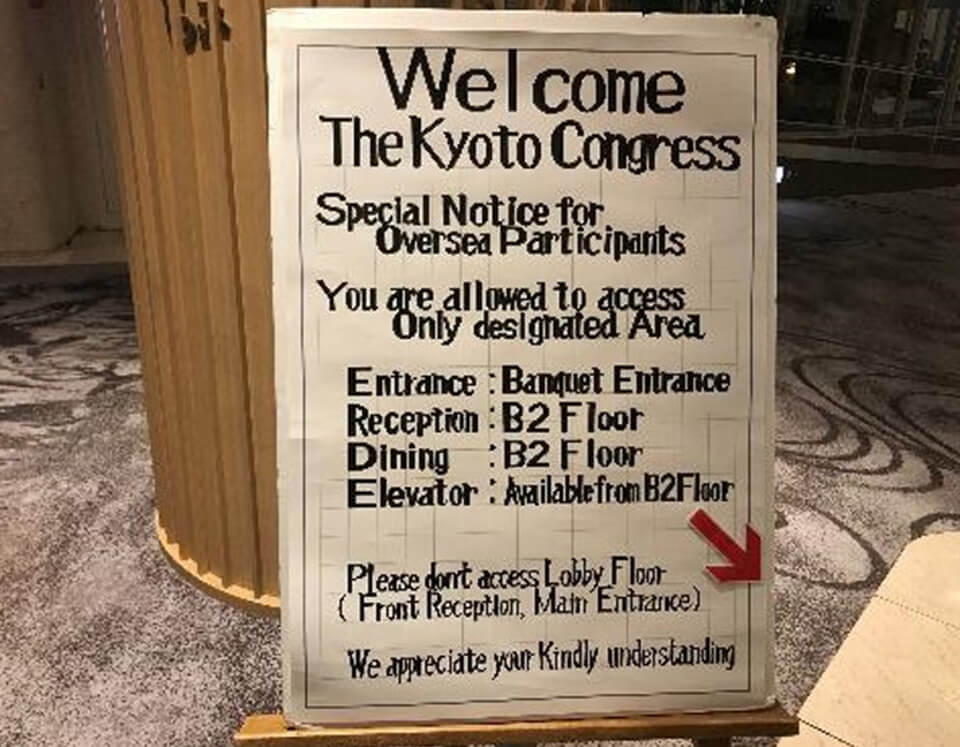 Welcome
The Kyoto Congress
Special Notice for
Oversea Participants
You are allowed to access
Only designated Area
Entrance : Banquet Entrance
Reception : B2 Floor
Dining : B2 Floor
Elevator : Available from B2 Floor
Please don't access Lobby Floor
( Front Reception, Main Entrance)
We appreciate your Kindly understanding